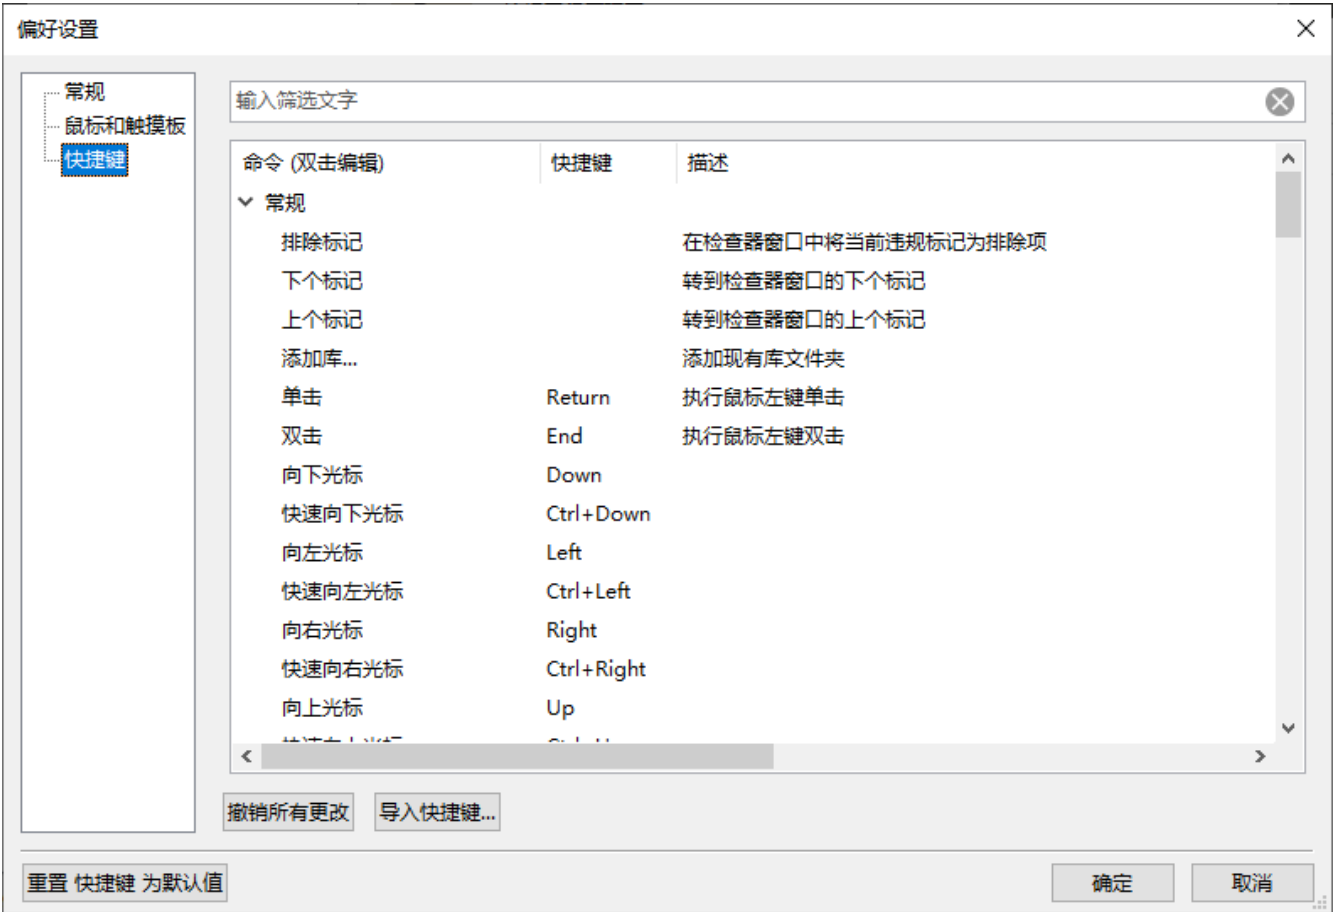 偏好设置
常规
鼠标和触摸板
快捷键
输入筛选文字
命令 (双击编辑) 快捷键 描述
常规
排除标记 在检查器窗口中将当前违规标记为排除项
下个标记 转到检查器窗口的下个标记
上个标记 转到检查器窗口的上个标记
添加库... 添加现有库文件夹
单击 Return 执行鼠标左键单击
双击 End 执行鼠标左键双击
向下光标 Down
快速向下光标 Ctrl+Down
向左光标 Left
快速向左光标 Ctrl+Left
向右光标 Right
快速向右光标 Ctrl+Right
向上光标 Up
撤销所有更改 导入快捷键...
重置 快捷键 为默认值 确定 取消